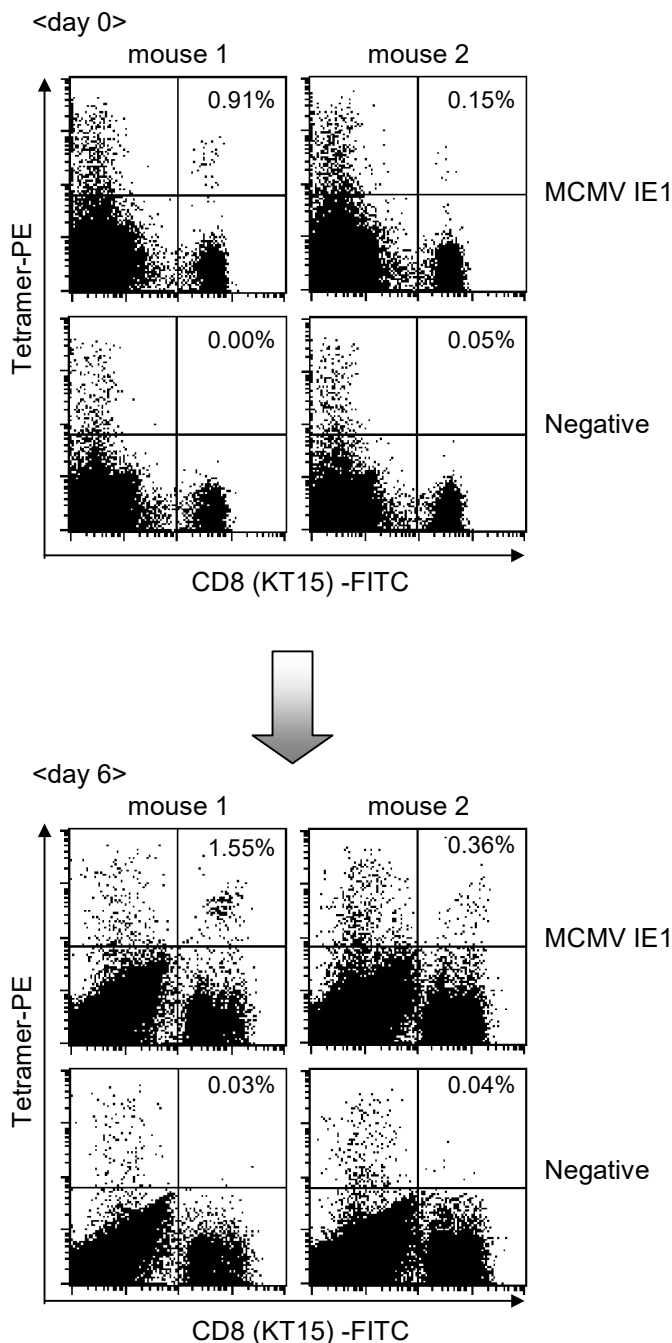 <day 0>
mouse 1 mouse 2
0.91% 0.15%
MCMV IE1
0.00% 0.05%
Negative
Tetramer-PE
CD8 (KT15) -FITC
<day 6>
mouse 1 mouse 2
1.55% 0.36%
MCMV IE1
0.03% 0.04%
Negative
Tetramer-PE
CD8 (KT15) -FITC